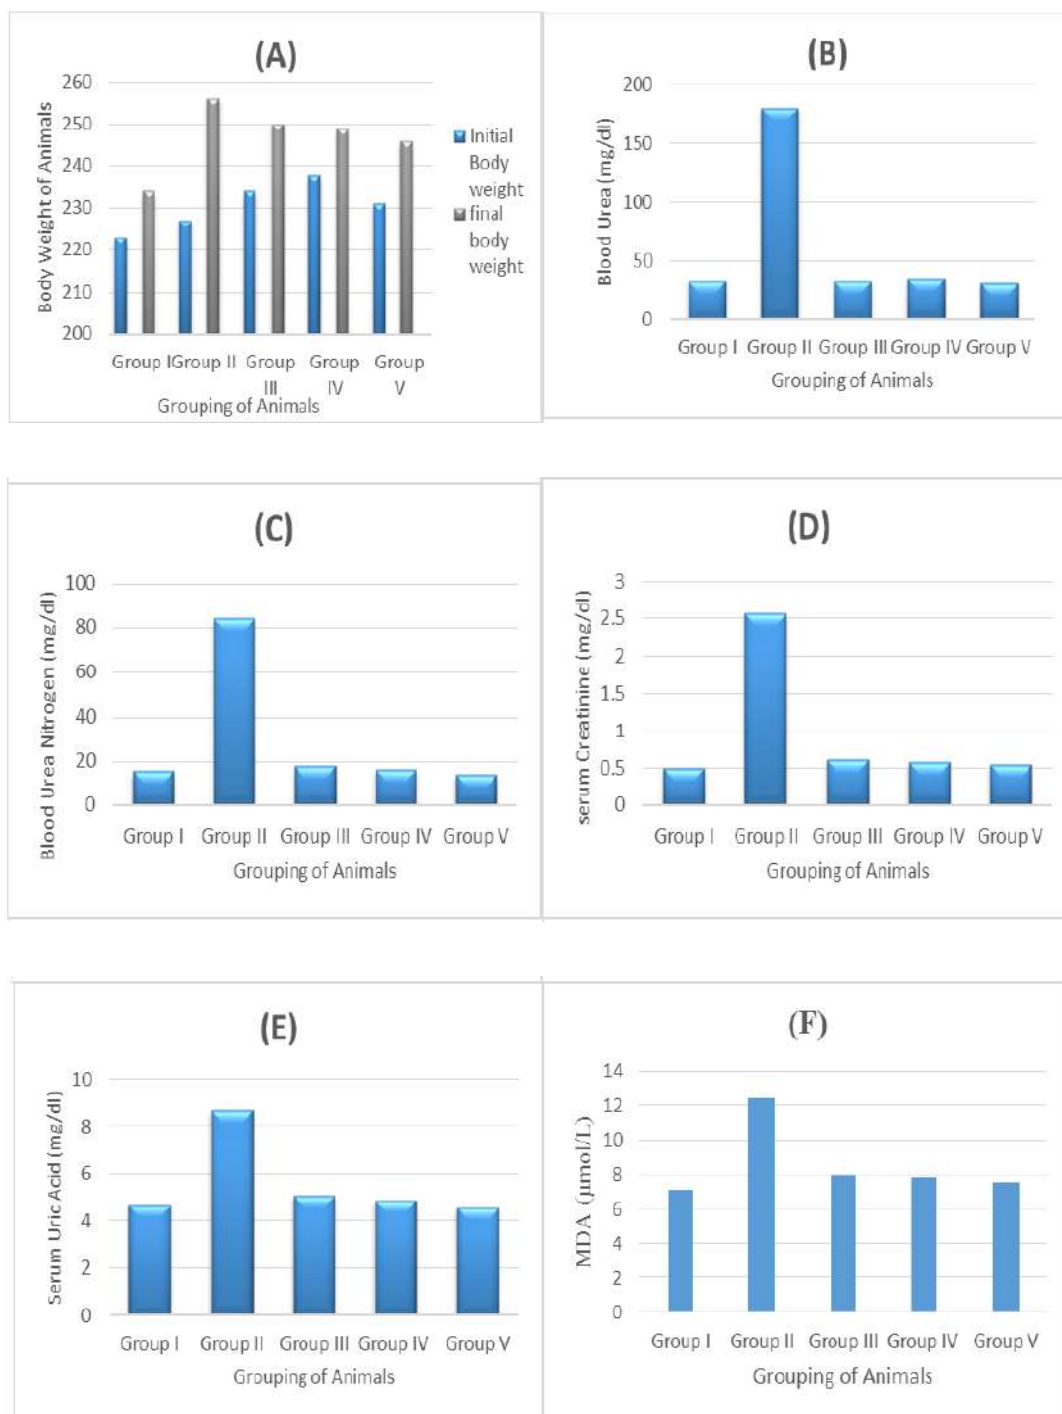 (A)
Body Weight of Animals
260
250
240
230
220
210
200
Group I
Group II
Group
III
Group
IV
Group
V
Grouping of Animals
Initial
Body
weight
final
body
weight
(B)
Blood Urea (mg/dl)
200
150
100
50
0
Group I
Group II
Group III
Group IV
Group V
Grouping of Animals
(C)
Blood Urea Nitrogen (mg/dl)
100
80
60
40
20
0
Group I
Group II
Group III
Group IV
Group V
Grouping of Animals
(D)
serum Creatinine (mg/dl)
3
2.5
2
1.5
1
0.5
0
Group I
Group II
Group III
Group IV
Group V
Grouping of Animals
(E)
Serum Uric Acid (mg/dl)
10
8
6
4
2
0
Group I
Group II
Group III
Group IV
Group V
Grouping of Animals
(F)
MDA (µmol/L)
14
12
10
8
6
4
2
0
Group I
Group II
Group III
Group IV
Group V
Grouping of Animals